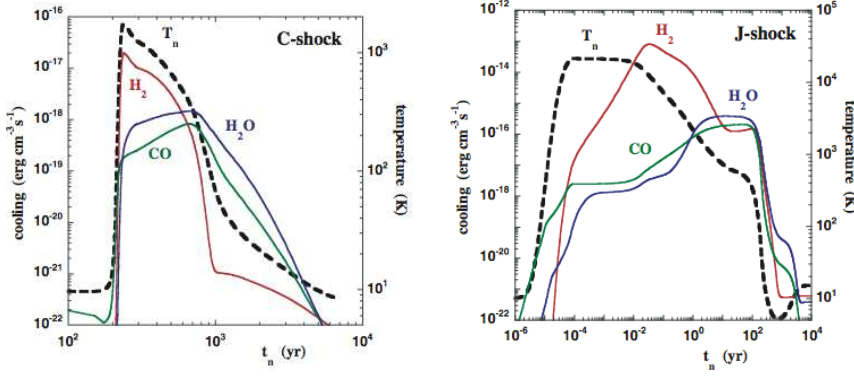 10^-16
10^-17
10^-18
10^-19
10^-20
10^-21
10^-22
cooling (erg cm^-3 s^-1)
T_n
C-shock
H_2
H_2O
CO
10^3
100
10
temperature (K)
10^2
10^3
10^4
t_n (yr)
10^-12
10^-14
10^-16
10^-18
10^-20
10^-22
cooling (erg cm^-3 s^-1)
T_n
H_2
J-shock
H_2O
CO
10^5
10^4
10^3
100
10
temperature (K)
10^-6
10^-4
10^-2
10^0
10^2
10^4
t_n (yr)